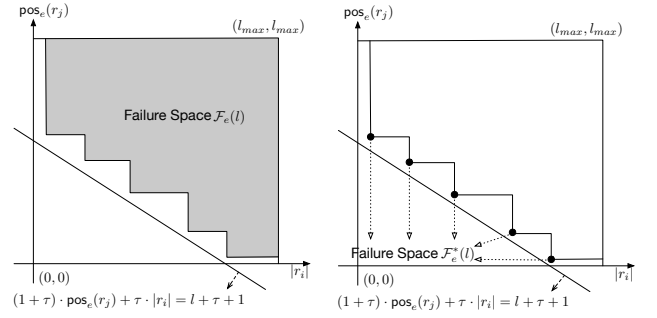 pos_e(r_j)
(l_max, l_max)
Failure Space F_e(l)
(0, 0)
|r_i|
(1 + τ) · pos_e(r_j) + τ · |r_i| = l + τ + 1
pos_e(r_j)
(l_max, l_max)
Failure Space F_e^*(l)
(0, 0)
|r_i|
(1 + τ) · pos_e(r_j) + τ · |r_i| = l + τ + 1